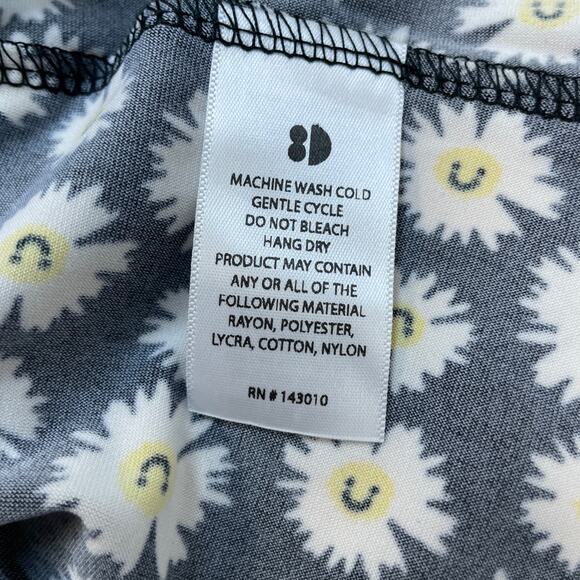 8D
MACHINE WASH COLD
GENTLE CYCLE
DO NOT BLEACH
HANG DRY
PRODUCT MAY CONTAIN
ANY OR ALL OF THE
FOLLOWING MATERIAL
RAYON, POLYESTER,
LYCRA, COTTON, NYLON
RN # 143010